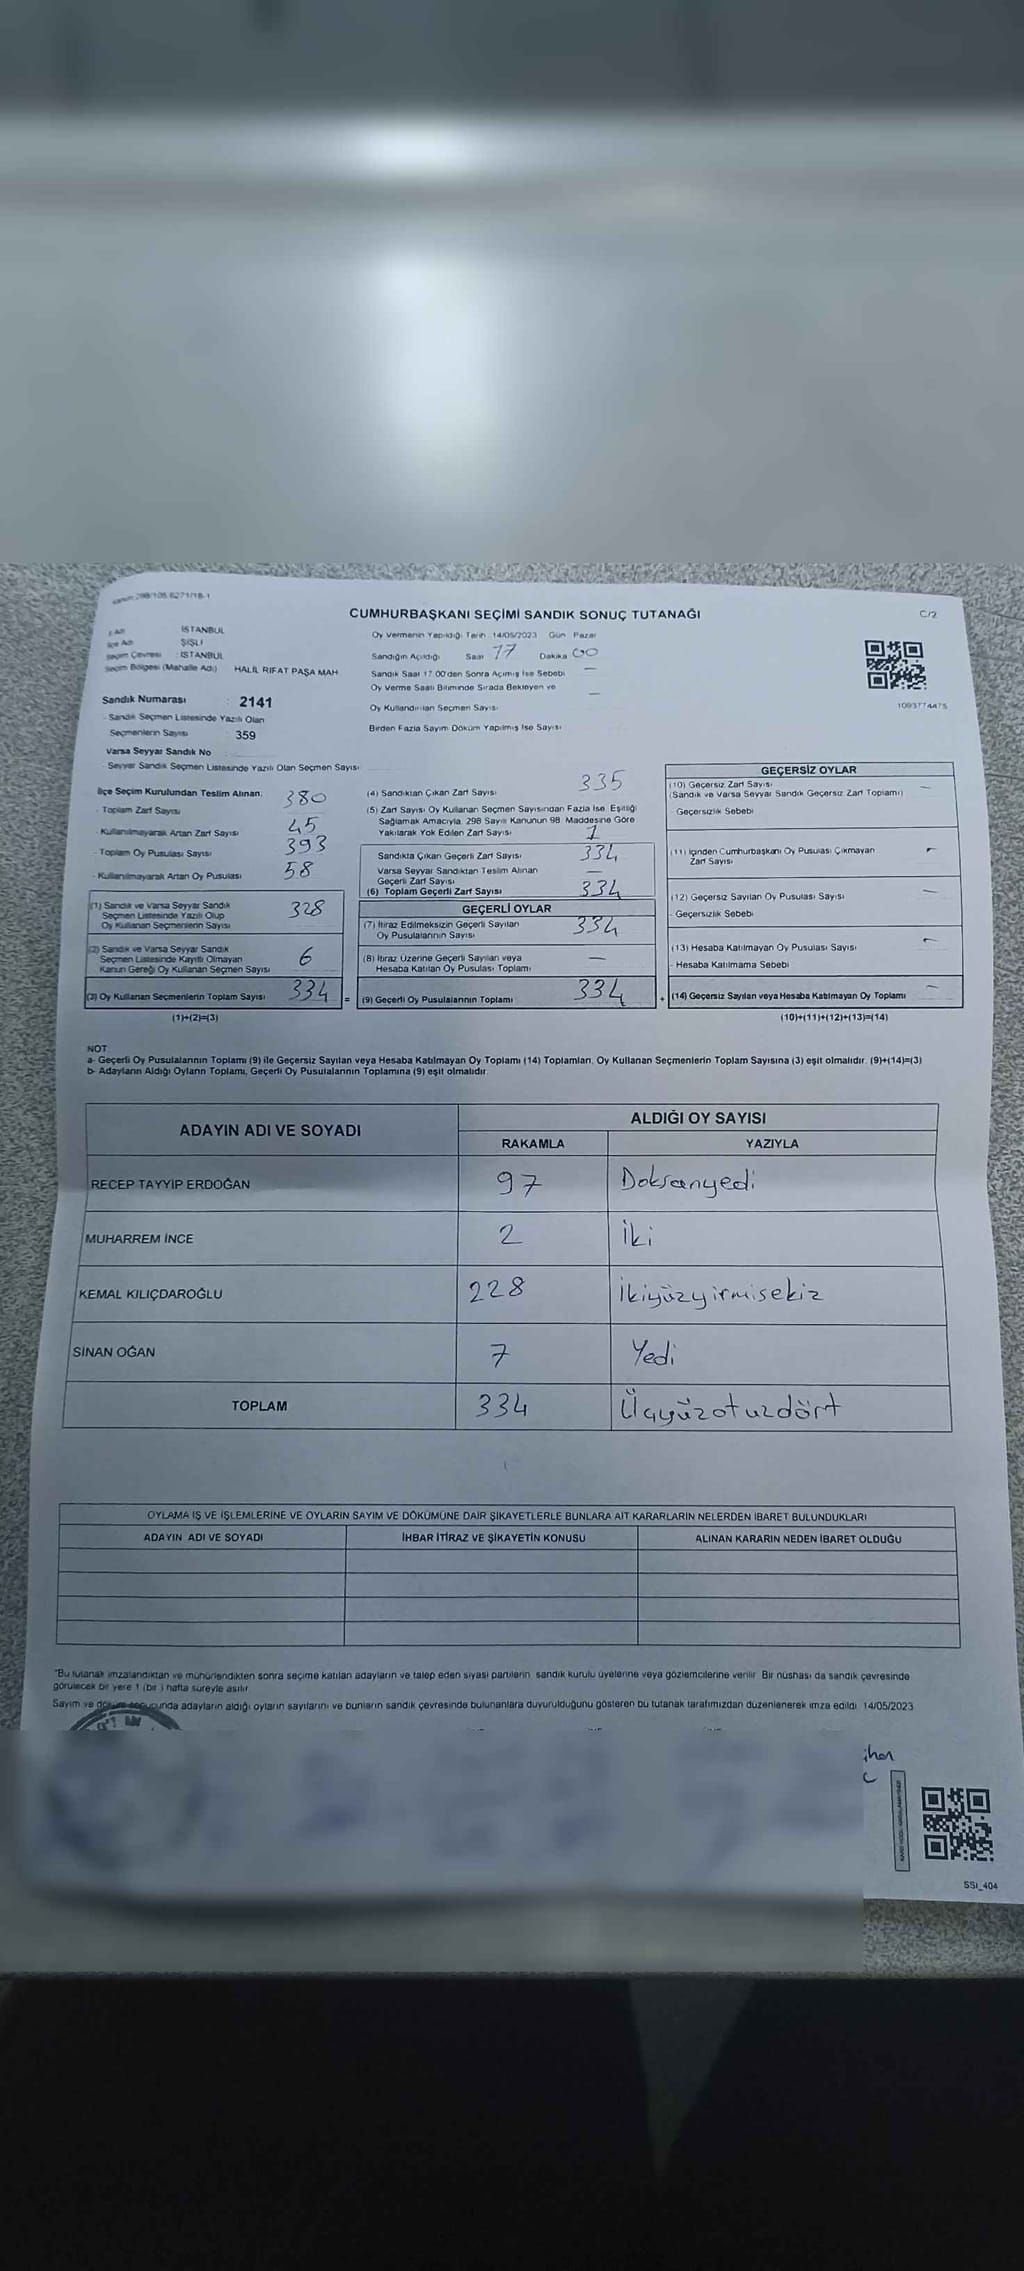 CUMHURBAŞKANI SEÇİMİ SANDIK SONUÇ TUTANAĞI
C/2
İSTANBUL
İlçe Adı ŞİŞLİ
Seçim Çevresi : İSTANBUL
Seçim Bölgesi (Mahalle Adı) HALİL RIFAT PAŞA MAH
Sandık Numarası : 2141
- Sandık Seçmen Listesinde Yazılı Olan
Seçmenlerin Sayısı : 359
Varsa Seyyar Sandık No
- Seyyar Sandık Seçmen Listesinde Yazılı Olan Seçmen Sayısı
Oy Vermenin Yapıldığı Tarih : 14/05/2023 Gün : Pazar
Sandığın Açıldığı Saat 17 Dakika 00
Sandık Saat 17:00'den Sonra Açılmış İse Sebebi —
Oy Verme Saati Bitiminde Sırada Bekleyen ve
Oy Kullandırılan Seçmen Sayısı —
Birden Fazla Sayım Döküm Yapılmış İse Sayısı
1093774475
İlçe Seçim Kurulundan Teslim Alınan:
- Toplam Zarf Sayısı 380
- Kullanılmayarak Artan Zarf Sayısı 45
- Toplam Oy Pusulası Sayısı 393
- Kullanılmayarak Artan Oy Pusulası 58
(1) Sandık ve Varsa Seyyar Sandık
Seçmen Listesinde Yazılı Olup
Oy Kullanan Seçmenlerin Sayısı 328
(2) Sandık ve Varsa Seyyar Sandık
Seçmen Listesinde Kayıtlı Olmayan
Kanun Gereği Oy Kullanan Seçmen Sayısı 6
(3) Oy Kullanan Seçmenlerin Toplam Sayısı 334 =
(1)+(2)=(3)
(4) Sandıktan Çıkan Zarf Sayısı 335
(5) Zarf Sayısı Oy Kullanan Seçmen Sayısından Fazla İse, Eşitliği
Sağlamak Amacıyla, 298 Sayılı Kanunun 98. Maddesine Göre
Yakılarak Yok Edilen Zarf Sayısı 1
Sandıkta Çıkan Geçerli Zarf Sayısı 334
Varsa Seyyar Sandıktan Teslim Alınan
Geçerli Zarf Sayısı —
(6) Toplam Geçerli Zarf Sayısı 334
GEÇERLİ OYLAR
(7) İtiraz Edilmeksizin Geçerli Sayılan
Oy Pusulalarının Sayısı 334
(8) İtiraz Üzerine Geçerli Sayılan veya
Hesaba Katılan Oy Pusulası Toplamı —
(9) Geçerli Oy Pusulalarının Toplamı 334 +
GEÇERSİZ OYLAR
(10) Geçersiz Zarf Sayısı
(Sandık ve Varsa Seyyar Sandık Geçersiz Zarf Toplamı) —
- Geçersizlik Sebebi
(11) İçinden Cumhurbaşkanı Oy Pusulası Çıkmayan
Zarf Sayısı —
(12) Geçersiz Sayılan Oy Pusulası Sayısı —
- Geçersizlik Sebebi
(13) Hesaba Katılmayan Oy Pusulası Sayısı —
- Hesaba Katılmama Sebebi
(14) Geçersiz Sayılan veya Hesaba Katılmayan Oy Toplamı —
(10)+(11)+(12)+(13)=(14)
NOT:
a- Geçerli Oy Pusulalarının Toplamı (9) ile Geçersiz Sayılan veya Hesaba Katılmayan Oy Toplamı (14) Toplamları, Oy Kullanan Seçmenlerin Toplam Sayısına (3) eşit olmalıdır. (9)+(14)=(3)
b- Adayların Aldığı Oyların Toplamı, Geçerli Oy Pusulalarının Toplamına (9) eşit olmalıdır.
ADAYIN ADI VE SOYADI
ALDIĞI OY SAYISI
RAKAMLA YAZIYLA
RECEP TAYYİP ERDOĞAN 97 Doksanyedi
MUHARREM İNCE 2 İki
KEMAL KILIÇDAROĞLU 228 İkiyüzyirmisekiz
SİNAN OĞAN 7 Yedi
TOPLAM 334 Üçyüzotuzdört
OYLAMA İŞ VE İŞLEMLERİNE VE OYLARIN SAYIM VE DÖKÜMÜNE DAİR ŞİKAYETLERLE BUNLARA AİT KARARLARIN NELERDEN İBARET BULUNDUKLARI
ADAYIN ADI VE SOYADI İHBAR İTİRAZ VE ŞİKAYETİN KONUSU ALINAN KARARIN NEDEN İBARET OLDUĞU
"Bu tutanak imzalandıktan ve mühürlendikten sonra seçime katılan adayların ve talep eden siyasi partilerin, sandık kurulu üyelerine veya gözlemcilerine verilir. Bir nüshası da sandık çevresinde
görülecek bir yere 1 (bir) hafta süreyle asılır.
Sayım ve döküm sonucunda adayların aldığı oyların sayılarını ve bunların sandık çevresinde bulunanlara duyurulduğunu gösteren bu tutanak tarafımızdan düzenlenerek imza edildi. 14/05/2023
SSI_404